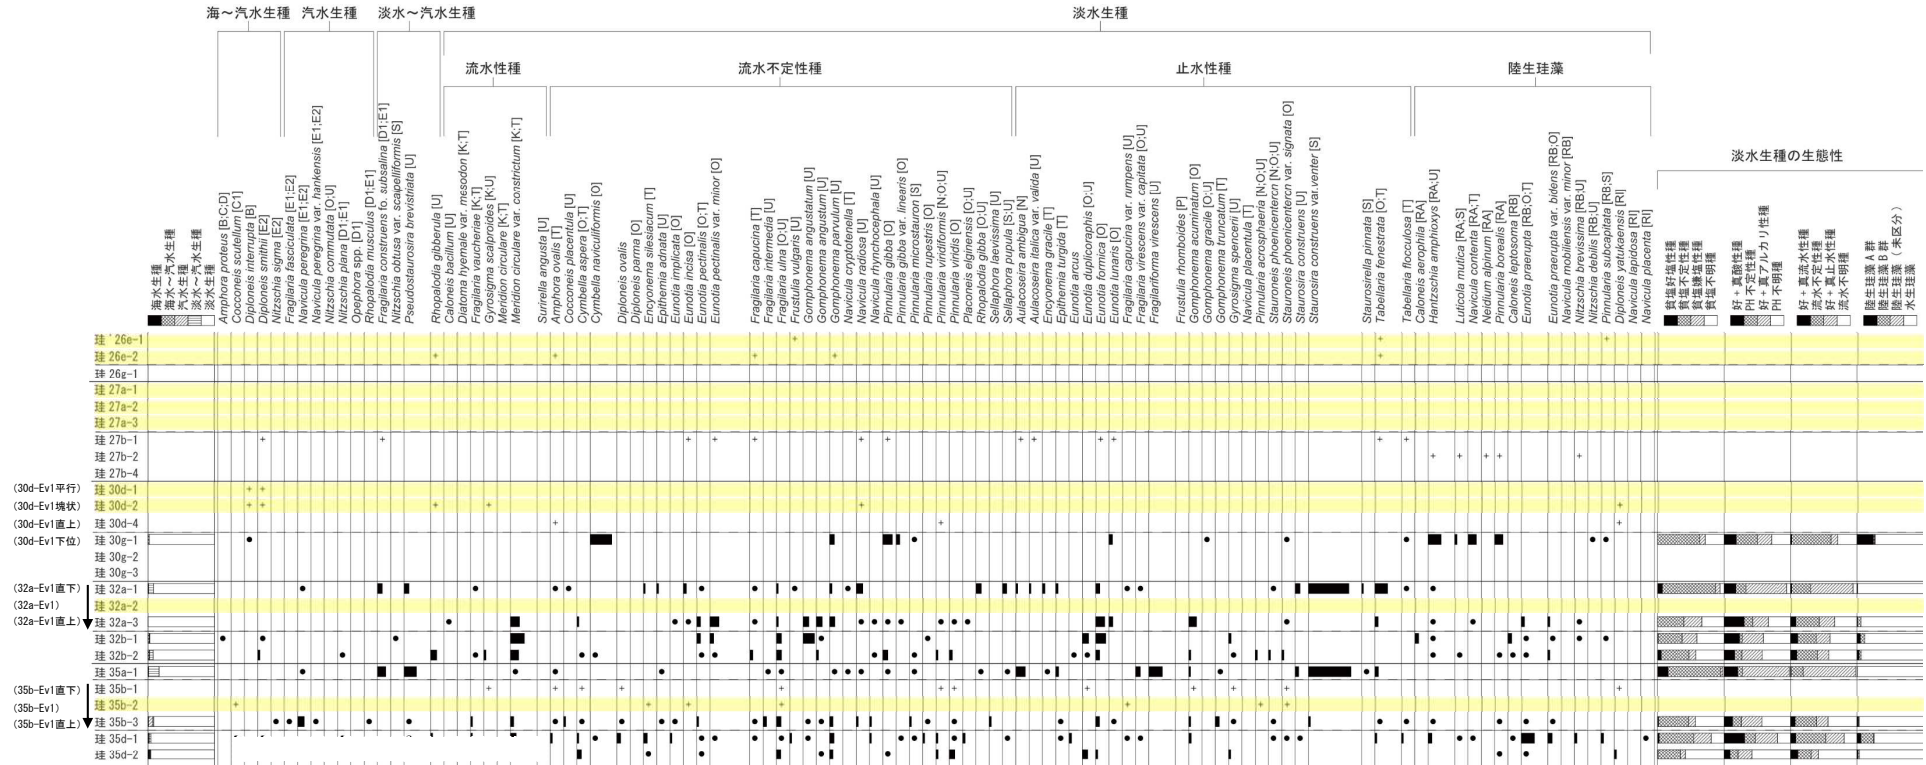 海～汽水生種 汽水生種 淡水～汽水生種 淡水生種
流水性種 流水不定性種 止水性種 陸生珪藻
淡水生種の生態性
海水生種
海水～汽水生種
汽水生種
淡水～汽水生種
淡水生種
Amphora proteus [B;C;D]
Cocconeis scutellum [C1]
Diploneis interrupta [B]
Diploneis smithii [E2]
Nitzschia sigma [E2]
Fragilaria fasciculata [E1;E2]
Navicula peregrina [E1;E2]
Navicula peregrina var. hankensis [E1;E2]
Nitzschia commutata [O;U]
Nitzschia plana [D1;E1]
Opephora spp. [D1]
Rhopalodia musculus [D1;E1]
Fragilaria construens fo. subsalina [D1;E1]
Nitzschia obtusa var. scapelliformis [S]
Pseudostaurosira brevistriata [U]
Rhopalodia gibberula [U]
Caloneis bacillum [U]
Diatoma hyemale var. mesodon [K;T]
Fragilaria vaucheriae [K;T]
Gyrosigma scalproides [K;U]
Meridion circulare [K;T]
Meridion circulare var. constrictum [K;T]
Surirella angusta [U]
Amphora ovalis [T]
Cocconeis placentula [U]
Cymbella aspera [O;T]
Cymbella naviculiformis [O]
Diploneis ovalis
Diploneis parma [O]
Encyonema silesiacum [T]
Epithemia adnata [U]
Eunotia implicata [O]
Eunotia incisa [O]
Eunotia pectinalis [O;T]
Eunotia pectinalis var. minor [O]
Fragilaria capucina [T]
Fragilaria intermedia [U]
Fragilaria ulna [O;U]
Frustulia vulgaris [U]
Gomphonema angustatum [U]
Gomphonema angustum [U]
Gomphonema parvulum [U]
Navicula cryptotenella [T]
Navicula radiosa [U]
Navicula rhynchocephala [U]
Pinnularia gibba [O]
Pinnularia gibba var. linearis [O]
Pinnularia microstauron [S]
Pinnularia rupestris [O]
Pinnularia viridiformis [N;O;U]
Pinnularia viridis [O]
Placoneis elginensis [O;U]
Rhopalodia gibba [O;U]
Sellaphora laevissima [U]
Sellaphora pupula [S;U]
Aulacoseira ambigua [N]
Aulacoseira italica var. valida [U]
Encyonema gracile [T]
Epithemia turgida [T]
Eunotia arcus
Eunotia duplicoraphis [O;U]
Eunotia formica [O]
Eunotia lunaris [O]
Fragilaria capucina var. rumpens [U]
Fragilaria virescens var. capitata [O;U]
Fragilariforma virescens [U]
Frustulia rhomboides [P]
Gomphonema acuminatum [O]
Gomphonema gracile [O;U]
Gomphonema truncatum [T]
Gyrosigma spencerii [U]
Navicula placentula [T]
Pinnularia acrosphaeria [N;O;U]
Stauroneis phoenicentercn [N;O;U]
Stauroneis phoenicentercn var. signata [O]
Staurosira construens [U]
Staurosira construens var.venter [S]
Staurosirella pinnata [S]
Tabellaria fenestrata [O;T]
Tabellaria flocculosa [T]
Caloneis aerophila [RA]
Hantzschia amphioxys [RA;U]
Luticola mutica [RA;S]
Navicula contenta [RA;T]
Neidium alpinum [RA]
Pinnularia borealis [RA]
Caloneis leptosoma [RB]
Eunotia praerupta [RB;O;T]
Eunotia praerupta var. bidens [RB;O]
Navicula mobiliensis var. minor [RB]
Nitzschia brevissima [RB;U]
Nitzschia debilis [RB;U]
Pinnularia subcapitata [RB;S]
Diploneis yatukaensis [RI]
Navicula lapidosa [RI]
Navicula placenta [RI]
貧塩好塩性種
貧塩不定性種
貧塩嫌塩性種
貧塩不明種
好＋真酸性種
PH 不定性種
好＋真アルカリ性種
PH 不明種
好＋真流水性種
流水不定性種
好＋真止水性種
流水不明種
陸生珪藻 A 群
陸生珪藻 B 群
陸生珪藻（未区分）
水生珪藻
珪 26e-1
珪 26e-2
珪 26g-1
珪 27a-1
珪 27a-2
珪 27a-3
珪 27b-1
珪 27b-2
珪 27b-4
(30d-Ev1平行) 珪 30d-1
(30d-Ev1塊状) 珪 30d-2
(30d-Ev1直上) 珪 30d-4
(30d-Ev1下位) 珪 30g-1
珪 30g-2
珪 30g-3
(32a-Ev1直下) 珪 32a-1
(32a-Ev1) 珪 32a-2
(32a-Ev1直上) 珪 32a-3
珪 32b-1
珪 32b-2
珪 35a-1
(35b-Ev1直下) 珪 35b-1
(35b-Ev1) 珪 35b-2
(35b-Ev1直上) 珪 35b-3
珪 35d-1
珪 35d-2